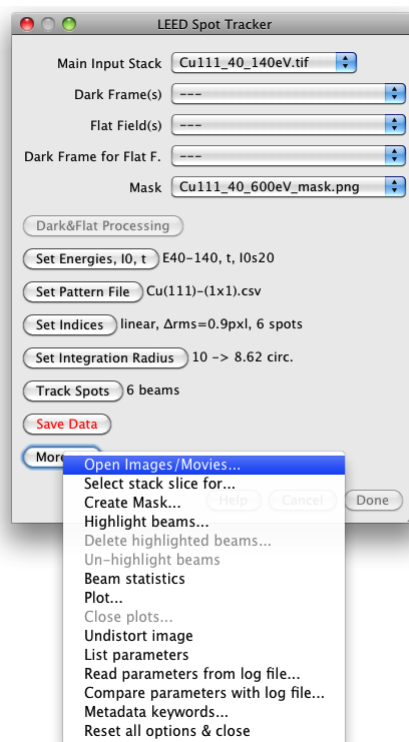 LEED Spot Tracker
Main Input Stack Cu111_40_140eV.tif
Dark Frame(s) ---
Flat Field(s) ---
Dark Frame for Flat F. ---
Mask Cu111_40_600eV_mask.png
Dark&Flat Processing
Set Energies, I0, t E40-140, t, I0s20
Set Pattern File Cu(111)-(1x1).csv
Set Indices linear, Δrms=0.9pxl, 6 spots
Set Integration Radius 10 -> 8.62 circ.
Track Spots 6 beams
Save Data
Open Images/Movies...
Select stack slice for...
Create Mask...
Help Cancel Done
Highlight beams...
Delete highlighted beams...
Un-highlight beams
Beam statistics
Plot...
Close plots...
Undistort image
List parameters
Read parameters from log file...
Compare parameters with log file...
Metadata keywords...
Reset all options & close